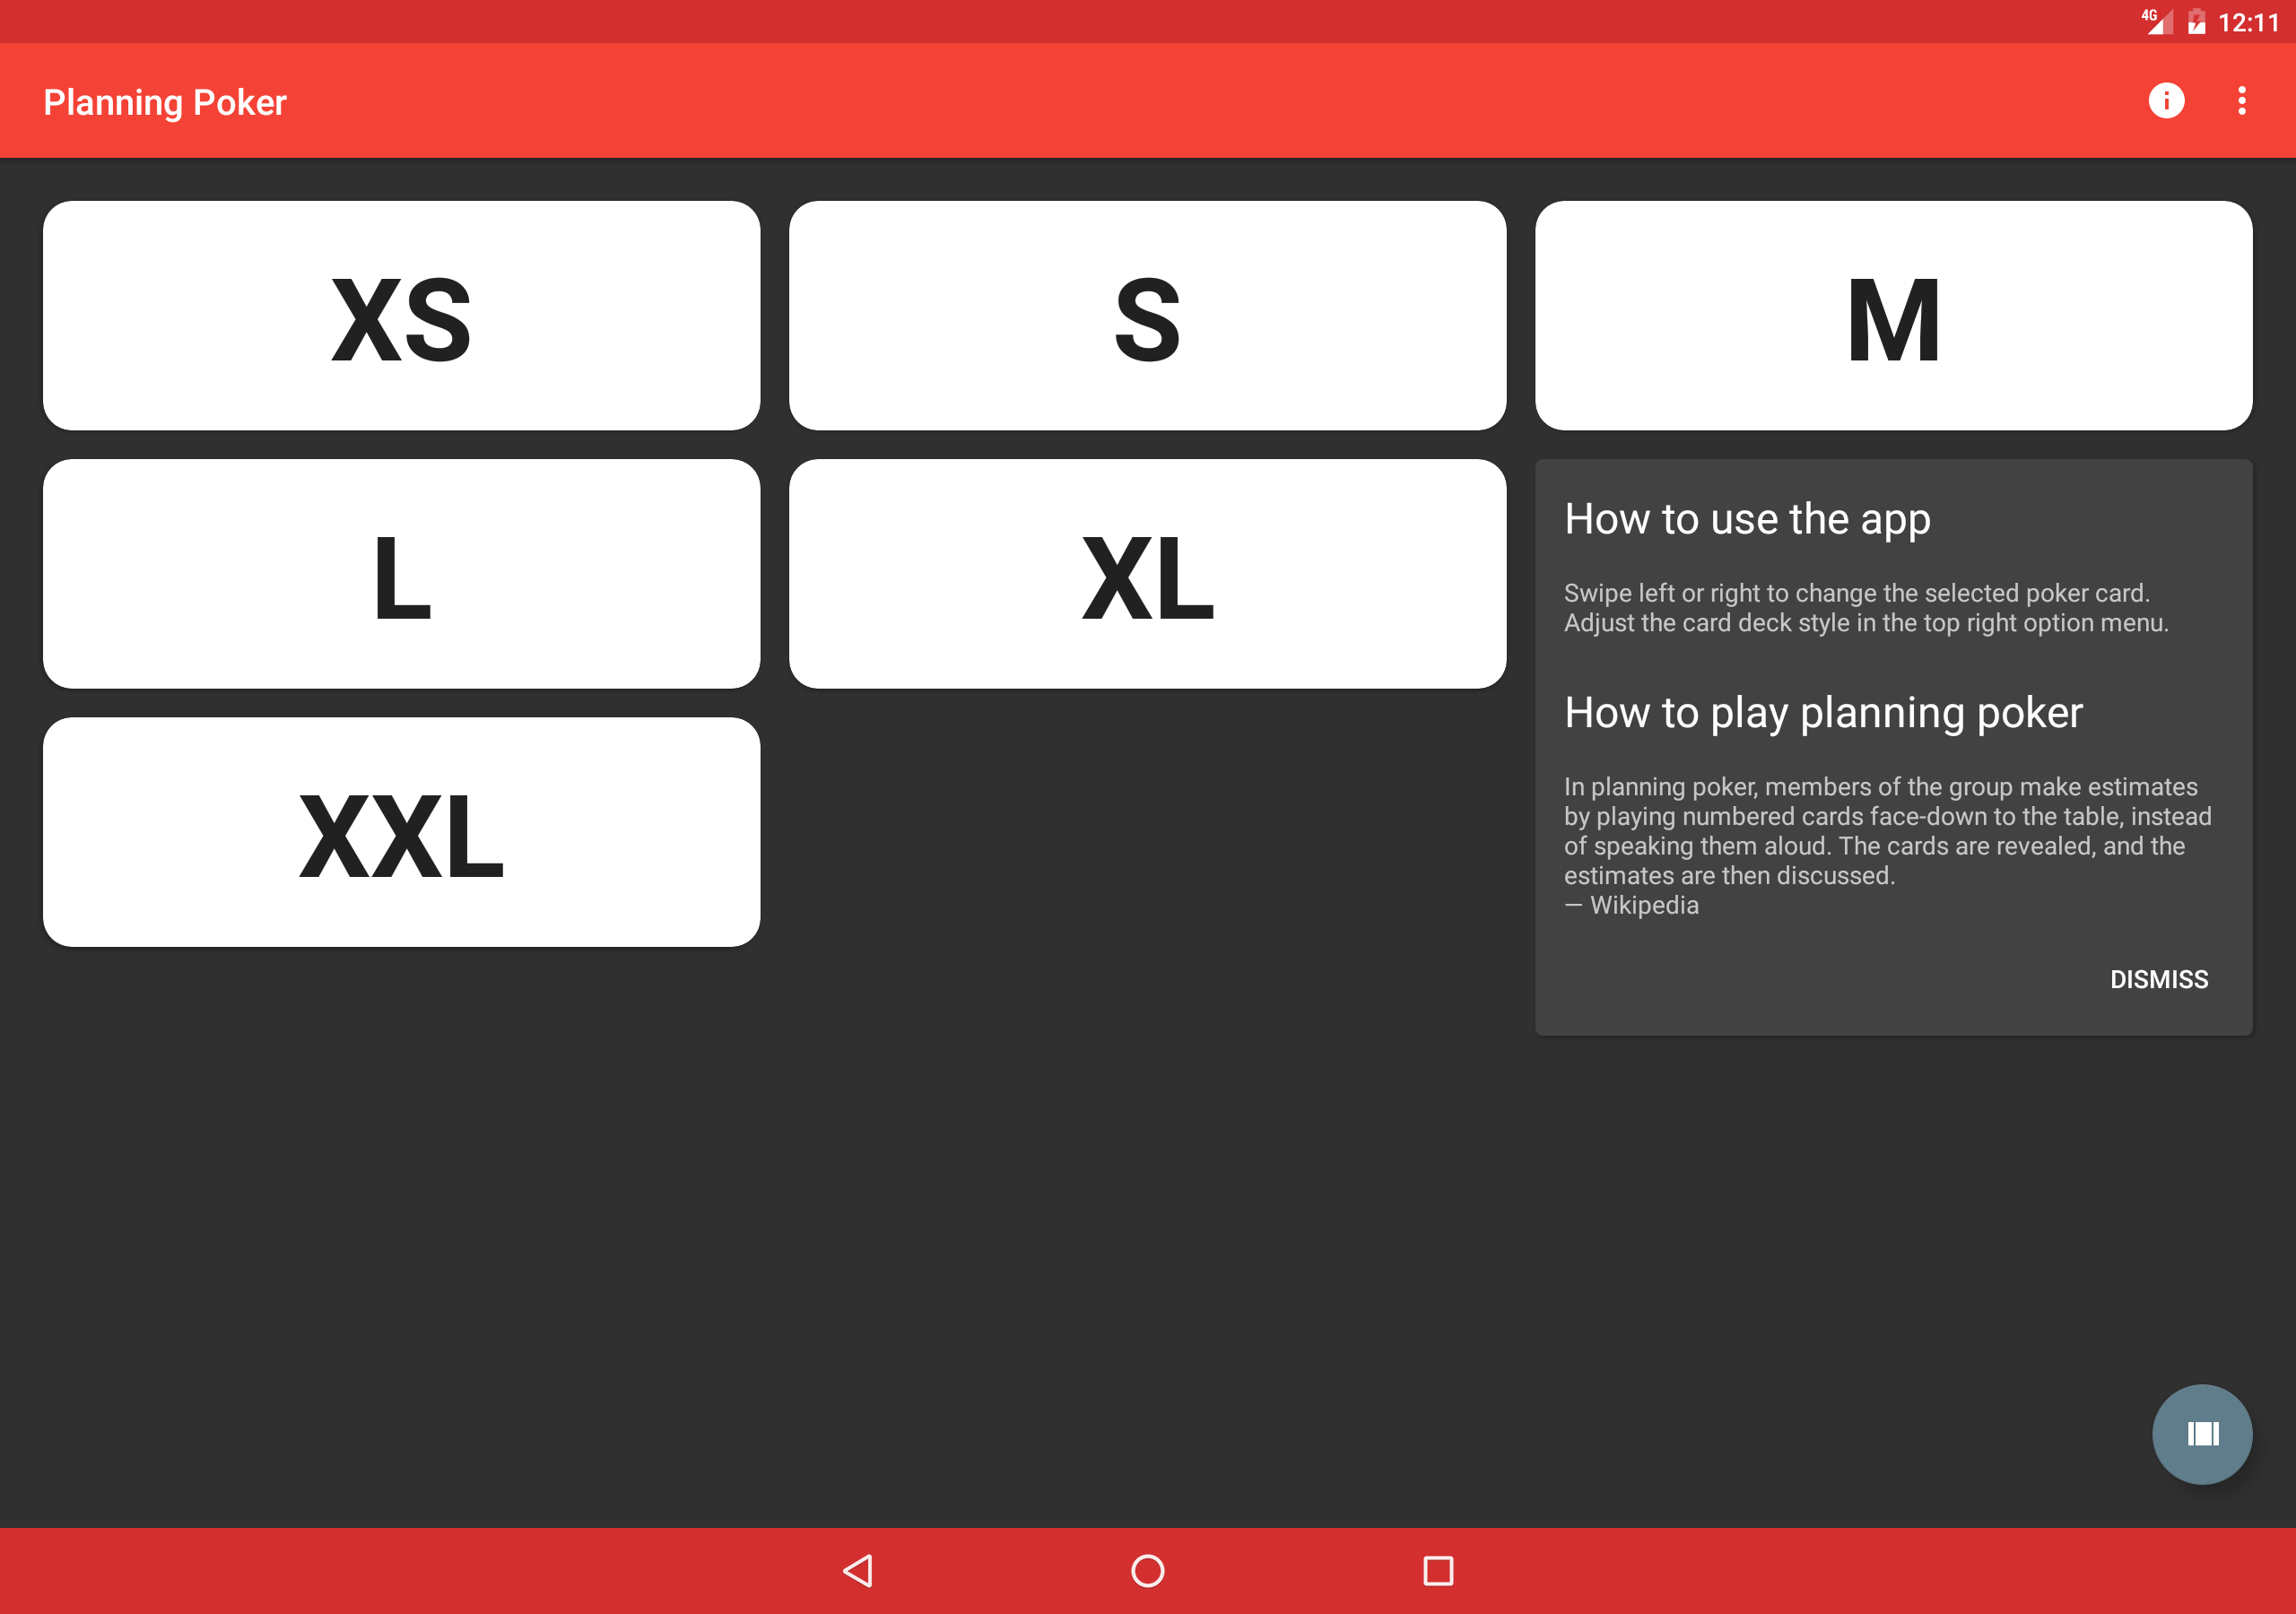 4G 12:11
Planning Poker
XS
S
M
L
XL
How to use the app
Swipe left or right to change the selected poker card.
Adjust the card deck style in the top right option menu.
How to play planning poker
In planning poker, members of the group make estimates
by playing numbered cards face-down to the table, instead
of speaking them aloud. The cards are revealed, and the
estimates are then discussed.
— Wikipedia
DISMISS
XXL